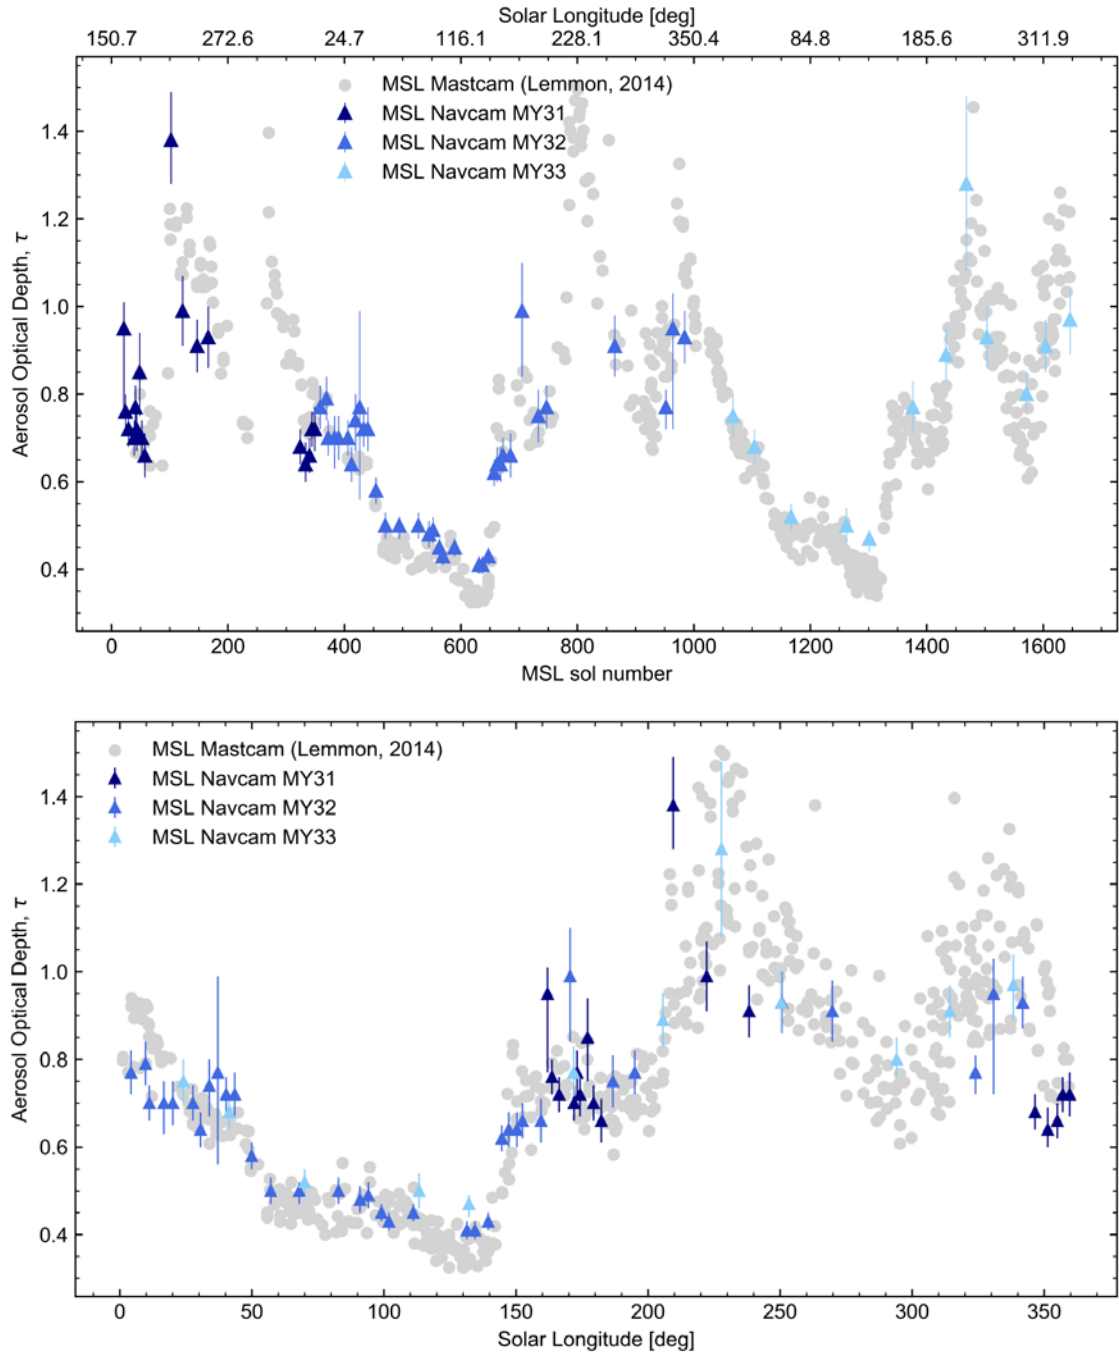 Solar Longitude [deg]
150.7 272.6 24.7 116.1 228.1 350.4 84.8 185.6 311.9
MSL Mastcam (Lemmon, 2014)
MSL Navcam MY31
MSL Navcam MY32
MSL Navcam MY33
1.4
1.2
1.0
0.8
0.6
0.4
Aerosol Optical Depth, τ
0 200 400 600 800 1000 1200 1400 1600
MSL sol number
MSL Mastcam (Lemmon, 2014)
MSL Navcam MY31
MSL Navcam MY32
MSL Navcam MY33
1.4
1.2
1.0
0.8
0.6
0.4
Aerosol Optical Depth, τ
0 50 100 150 200 250 300 350
Solar Longitude [deg]